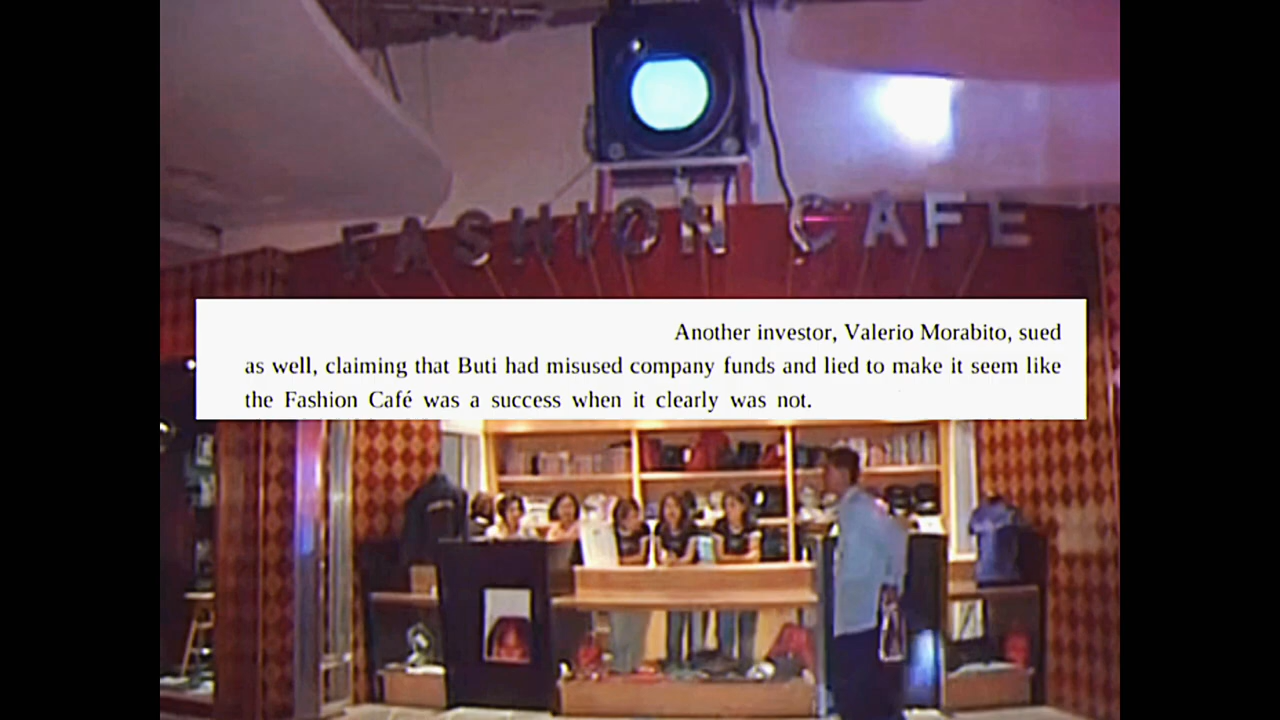 FASHION CAFE
Another investor, Valerio Morabito, sued
as well, claiming that Buti had misused company funds and lied to make it seem like
the Fashion Café was a success when it clearly was not.